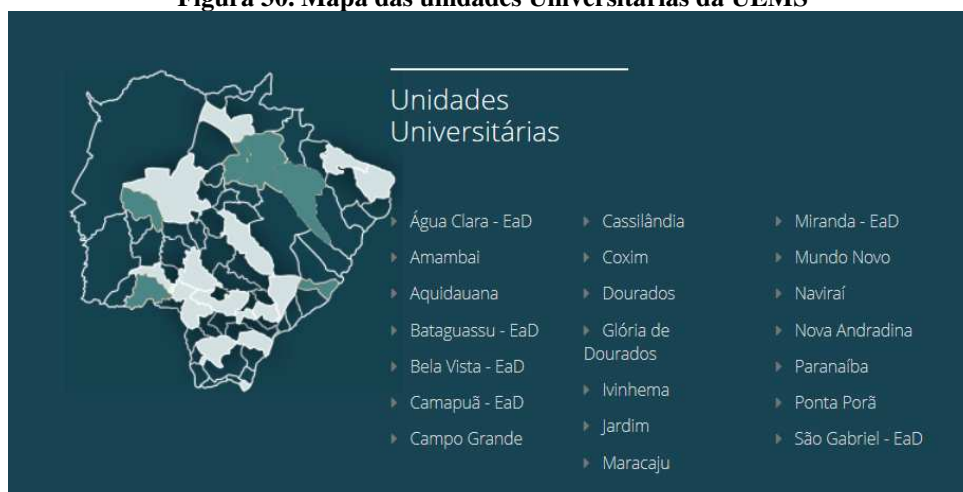 Figura 30. Mapa das unidades Universitárias da UEMS
Unidades
Universitárias
Água Clara - EaD
Amambai
Aquidauana
Bataguassu - EaD
Bela Vista - EaD
Camapuã - EaD
Campo Grande
Cassilândia
Coxim
Dourados
Glória de
Dourados
Ivinhema
Jardim
Maracaju
Miranda - EaD
Mundo Novo
Naviraí
Nova Andradina
Paranaíba
Ponta Porã
São Gabriel - EaD